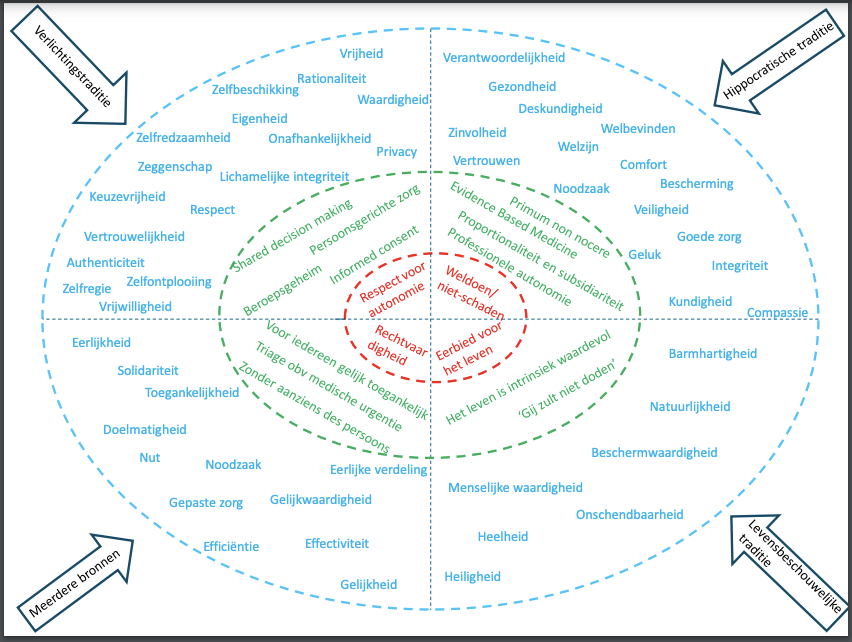 Verlichtingstraditie
Hippocratische traditie
Vrijheid
Rationaliteit
Zelfbeschikking
Waardigheid
Eigenheid
Zelfredzaamheid
Onafhankelijkheid
Privacy
Zeggenschap
Lichamelijke integriteit
Keuzevrijheid
Respect
Vertrouwelijkheid
Authenticiteit
Zelfontplooiing
Zelfregie
Vrijwilligheid
Verantwoordelijkheid
Gezondheid
Deskundigheid
Zinvolheid
Welbevinden
Welzijn
Vertrouwen
Comfort
Noodzaak
Bescherming
Veiligheid
Goede zorg
Geluk
Integriteit
Kundigheid
Compassie
Shared decision making
Persoonsgerichte zorg
Beroepsgeheim
Informed consent
Primum non nocere
Evidence Based Medicine
Proportionaliteit en subsidiariteit
Professionele autonomie
Respect voor
autonomie
Weldoen/
niet-schaden
Rechtvaar
digheid
Eerbied voor
het leven
Voor iedereen gelijk toegankelijk
Triage obv medische urgentie
Zonder aanziens des persoons
Het leven is intrinsiek waardevol
‘Gij zult niet doden’
Eerlijkheid
Solidariteit
Toegankelijkheid
Doelmatigheid
Nut
Noodzaak
Eerlijke verdeling
Gepaste zorg
Gelijkwaardigheid
Efficiëntie
Effectiviteit
Gelijkheid
Barmhartigheid
Natuurlijkheid
Beschermwaardigheid
Menselijke waardigheid
Onschendbaarheid
Heelheid
Heiligheid
Meerdere bronnen
Levensbeschouwelijke
traditie